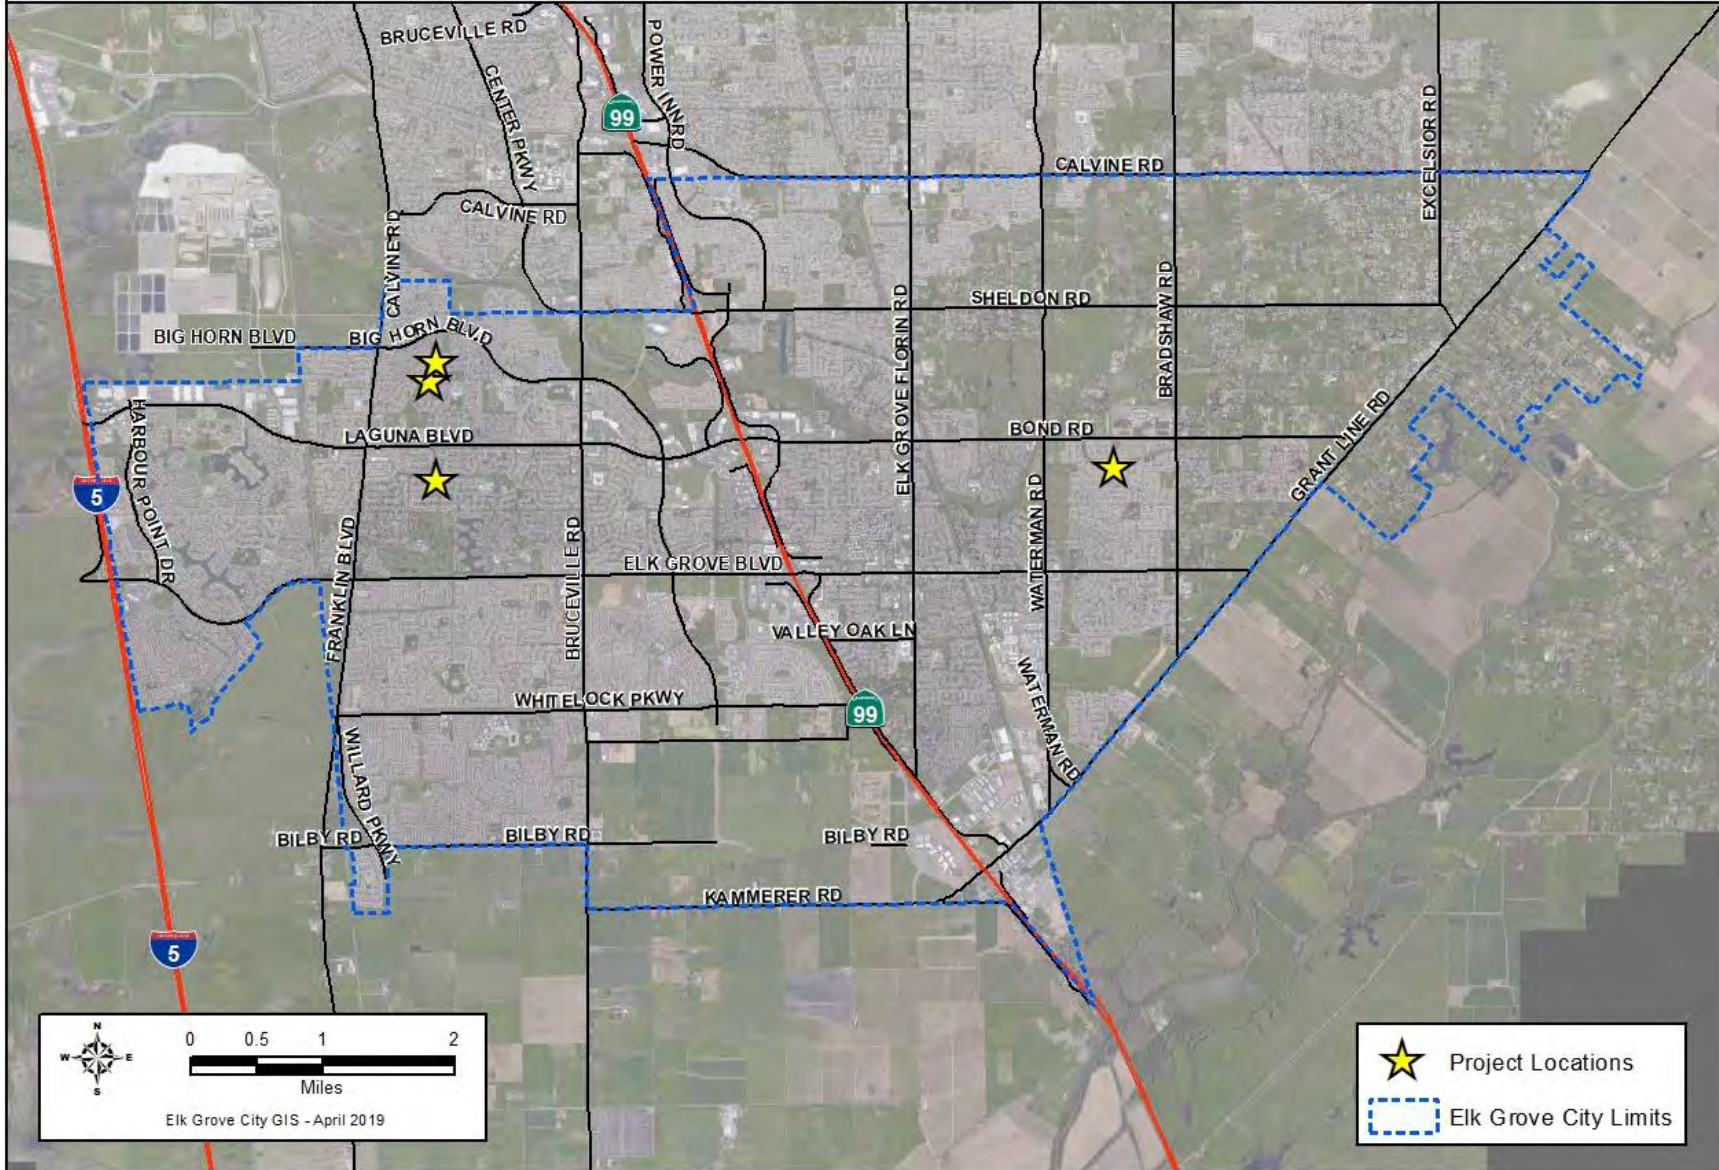 BRUCEVILLE RD
POWER INN RD
CENTER PKWY
99
EXCELSIOR RD
CALVINE RD
CALVINE RD
CALVINE RD
SHELDON RD
BRADSHAW RD
ELK GROVE FLORIN RD
BIG HORN BLVD
BIG HORN BLVD
LAGUNA BLVD
BOND RD
GRANT LINE RD
HARBOUR POINT DR
5
WATERMAN RD
FRANKLIN BLVD
BRUCEVILLE RD
ELK GROVE BLVD
VALLEY OAK LN
WHITELOCK PKWY
99
WATERMAN RD
WILLARD PKWY
BILBY RD
BILBY RD
BILBY RD
KAMMERER RD
5
N
W
E
S
0 0.5 1 2
Miles
Elk Grove City GIS - April 2019
Project Locations
Elk Grove City Limits